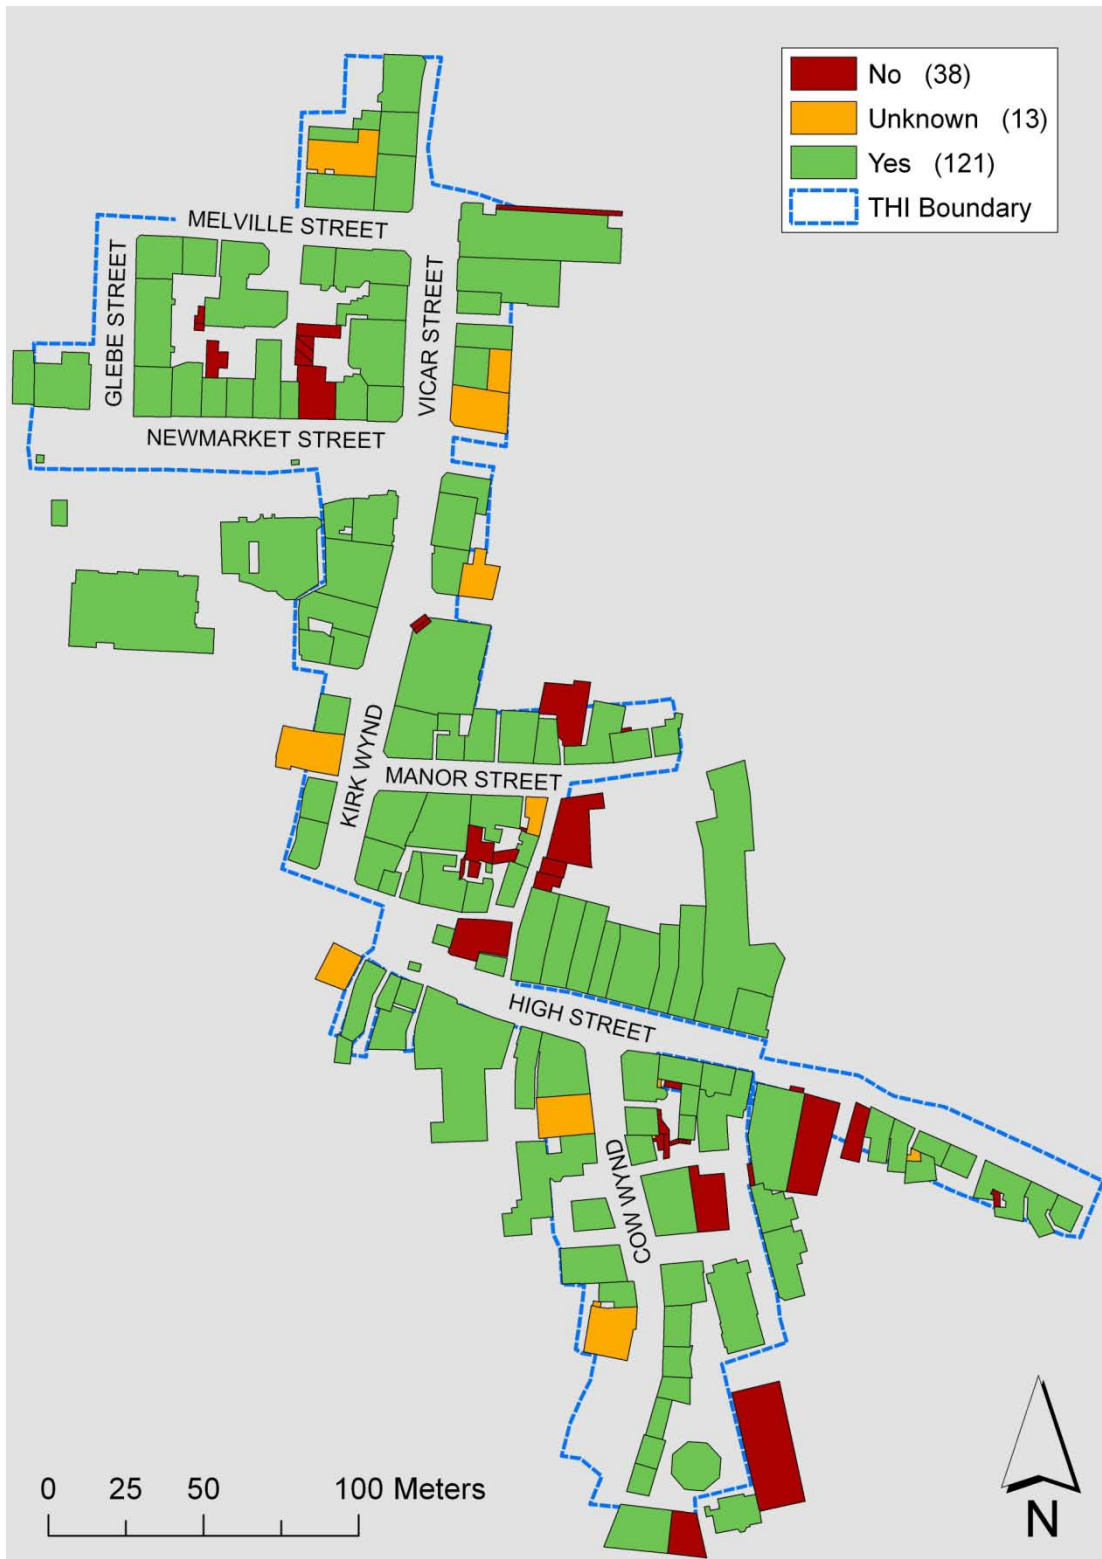 No (38)
Unknown (13)
Yes (121)
THI Boundary
MELVILLE STREET
GLEBE STREET
VICAR STREET
NEWMARKET STREET
KIRK WYND
MANOR STREET
HIGH STREET
COW WYND
0 25 50 100 Meters
N